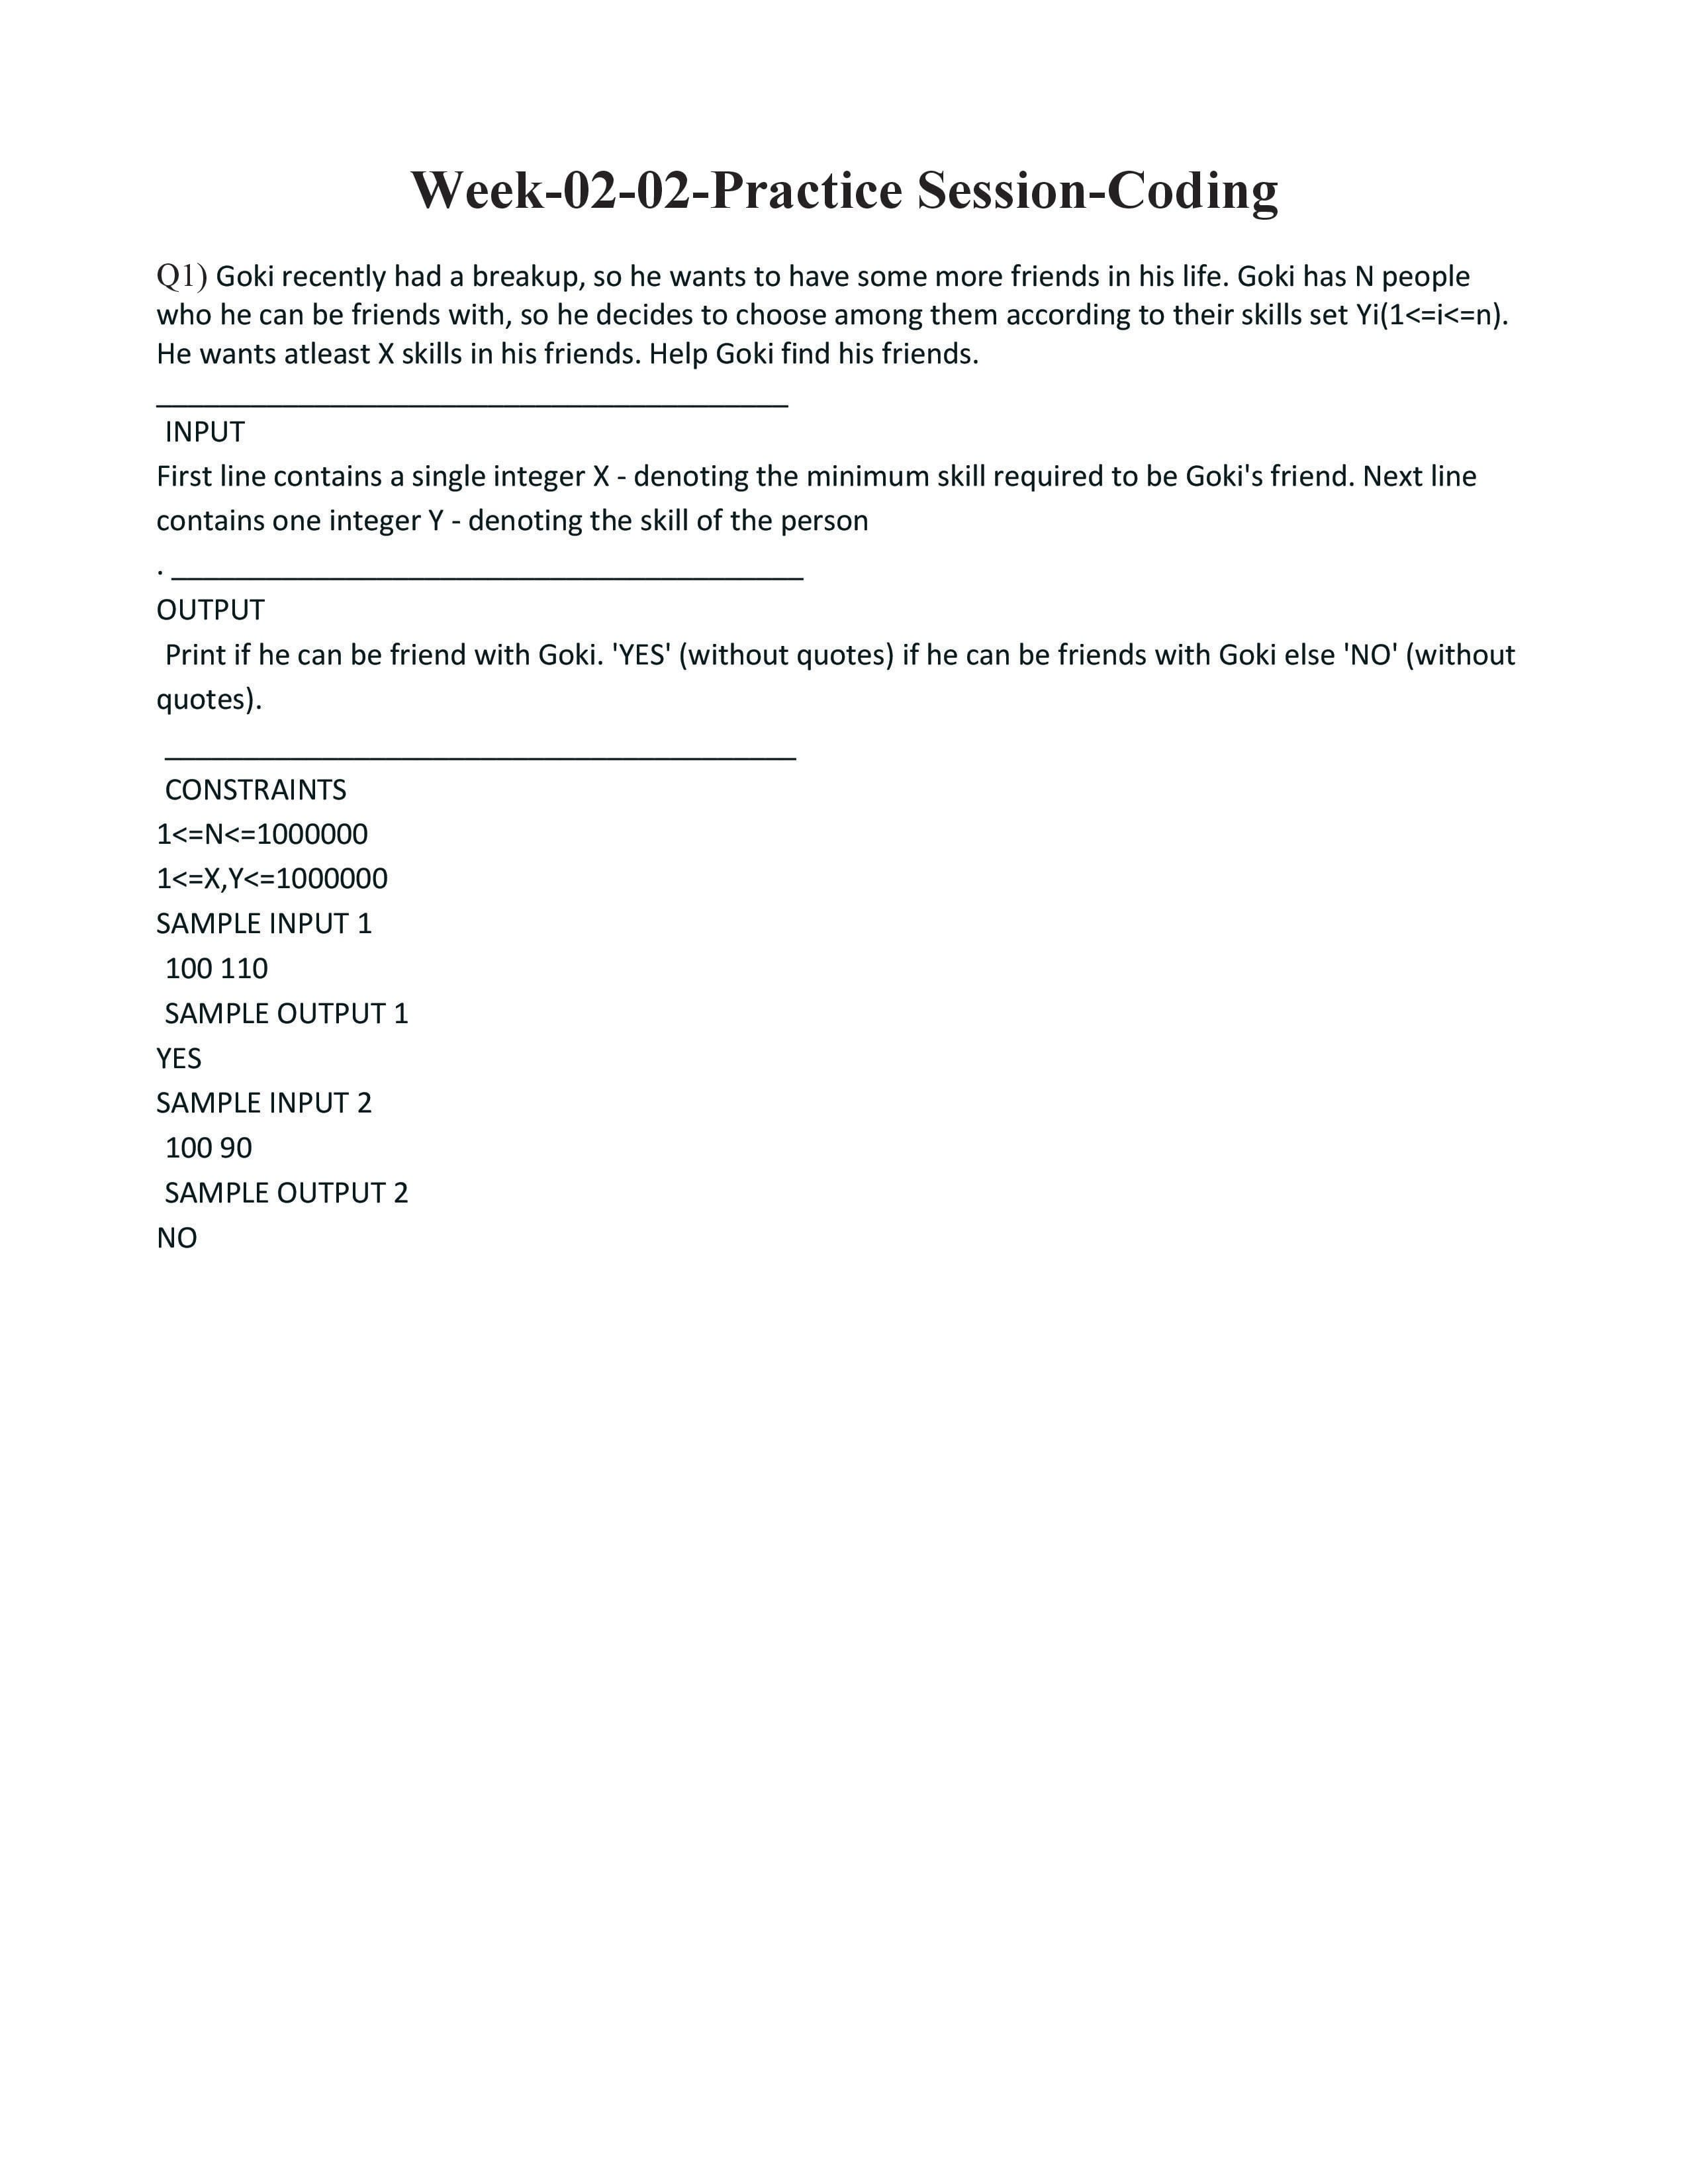 Week-02-02-Practice Session-Coding
Q1) Goki recently had a breakup, so he wants to have some more friends in his life. Goki has N people
who he can be friends with, so he decides to choose among them according to their skills set Yi(1<=i<=n).
He wants atleast X skills in his friends. Help Goki find his friends.
________________________________________
INPUT
First line contains a single integer X - denoting the minimum skill required to be Goki's friend. Next line
contains one integer Y - denoting the skill of the person
. ________________________________________
OUTPUT
Print if he can be friend with Goki. 'YES' (without quotes) if he can be friends with Goki else 'NO' (without
quotes).
________________________________________
CONSTRAINTS
1<=N<=1000000
1<=X,Y<=1000000
SAMPLE INPUT 1
100 110
SAMPLE OUTPUT 1
YES
SAMPLE INPUT 2
100 90
SAMPLE OUTPUT 2
NO